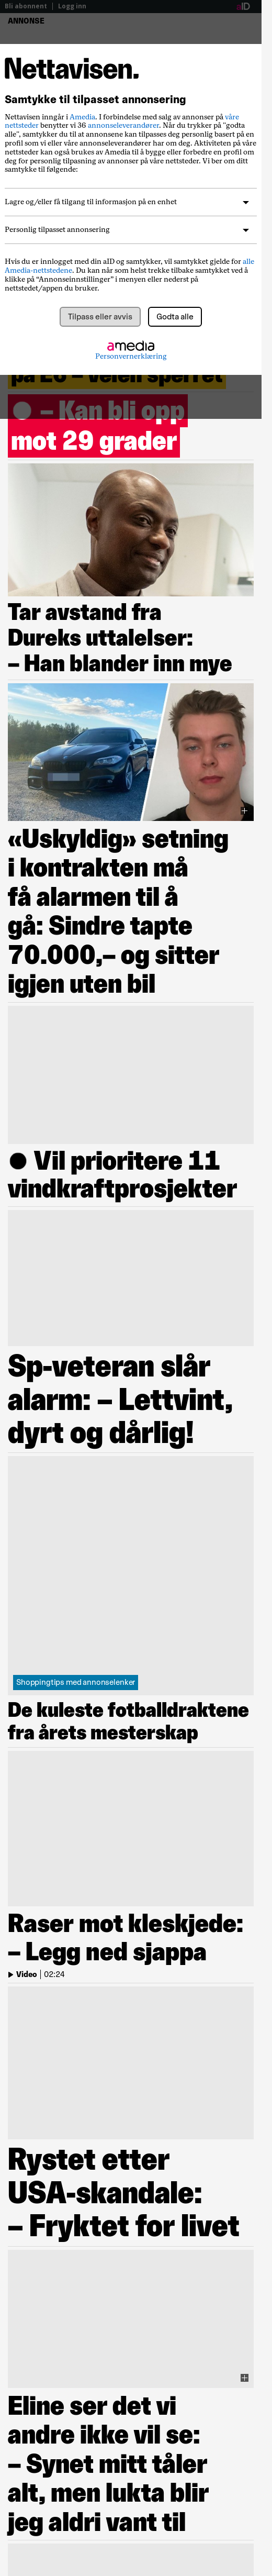 Bli abonnent | Logg inn
aID
ANNONSE
Nettavisen.
Samtykke til tilpasset annonsering
Nettavisen inngår i Amedia. I forbindelse med salg av annonser på våre
nettsteder benytter vi 36 annonseleverandører. Når du trykker på "godta
alle", samtykker du til at annonsene kan tilpasses deg personlig basert på en
profil som vi eller våre annonseleverandører har om deg. Aktiviteten på våre
nettsteder kan også brukes av Amedia til å bygge eller forbedre en profil om
deg for personlig tilpasning av annonser på våre nettsteder. Vi ber om ditt
samtykke til følgende:
Lagre og/eller få tilgang til informasjon på en enhet
Personlig tilpasset annonsering
Hvis du er innlogget med din aID og samtykker, vil samtykket gjelde for alle
Amedia-nettstedene. Du kan når som helst trekke tilbake samtykket ved å
klikke på "Annonseinnstillinger" i menyen eller nederst på
nettstedet/appen du bruker.
Tilpass eller avvis
Godta alle
amedia
Personvernerklæring
på E6 – veien sperret
– Kan bli opp
mot 29 grader
Tar avstand fra
Dureks uttalelser:
– Han blander inn mye
«Uskyldig» setning
i kontrakten må
få alarmen til å
gå: Sindre tapte
70.000,– og sitter
igjen uten bil
● Vil prioritere 11
vindkraftprosjekter
Sp-veteran slår
alarm: – Lettvint,
dyrt og dårlig!
Shoppingtips med annonselenker
De kuleste fotballdraktene
fra årets mesterskap
Raser mot kleskjede:
– Legg ned sjappa
Video | 02:24
Rystet etter
USA-skandale:
– Fryktet for livet
Eline ser det vi
andre ikke vil se:
– Synet mitt tåler
alt, men lukta blir
jeg aldri vant til